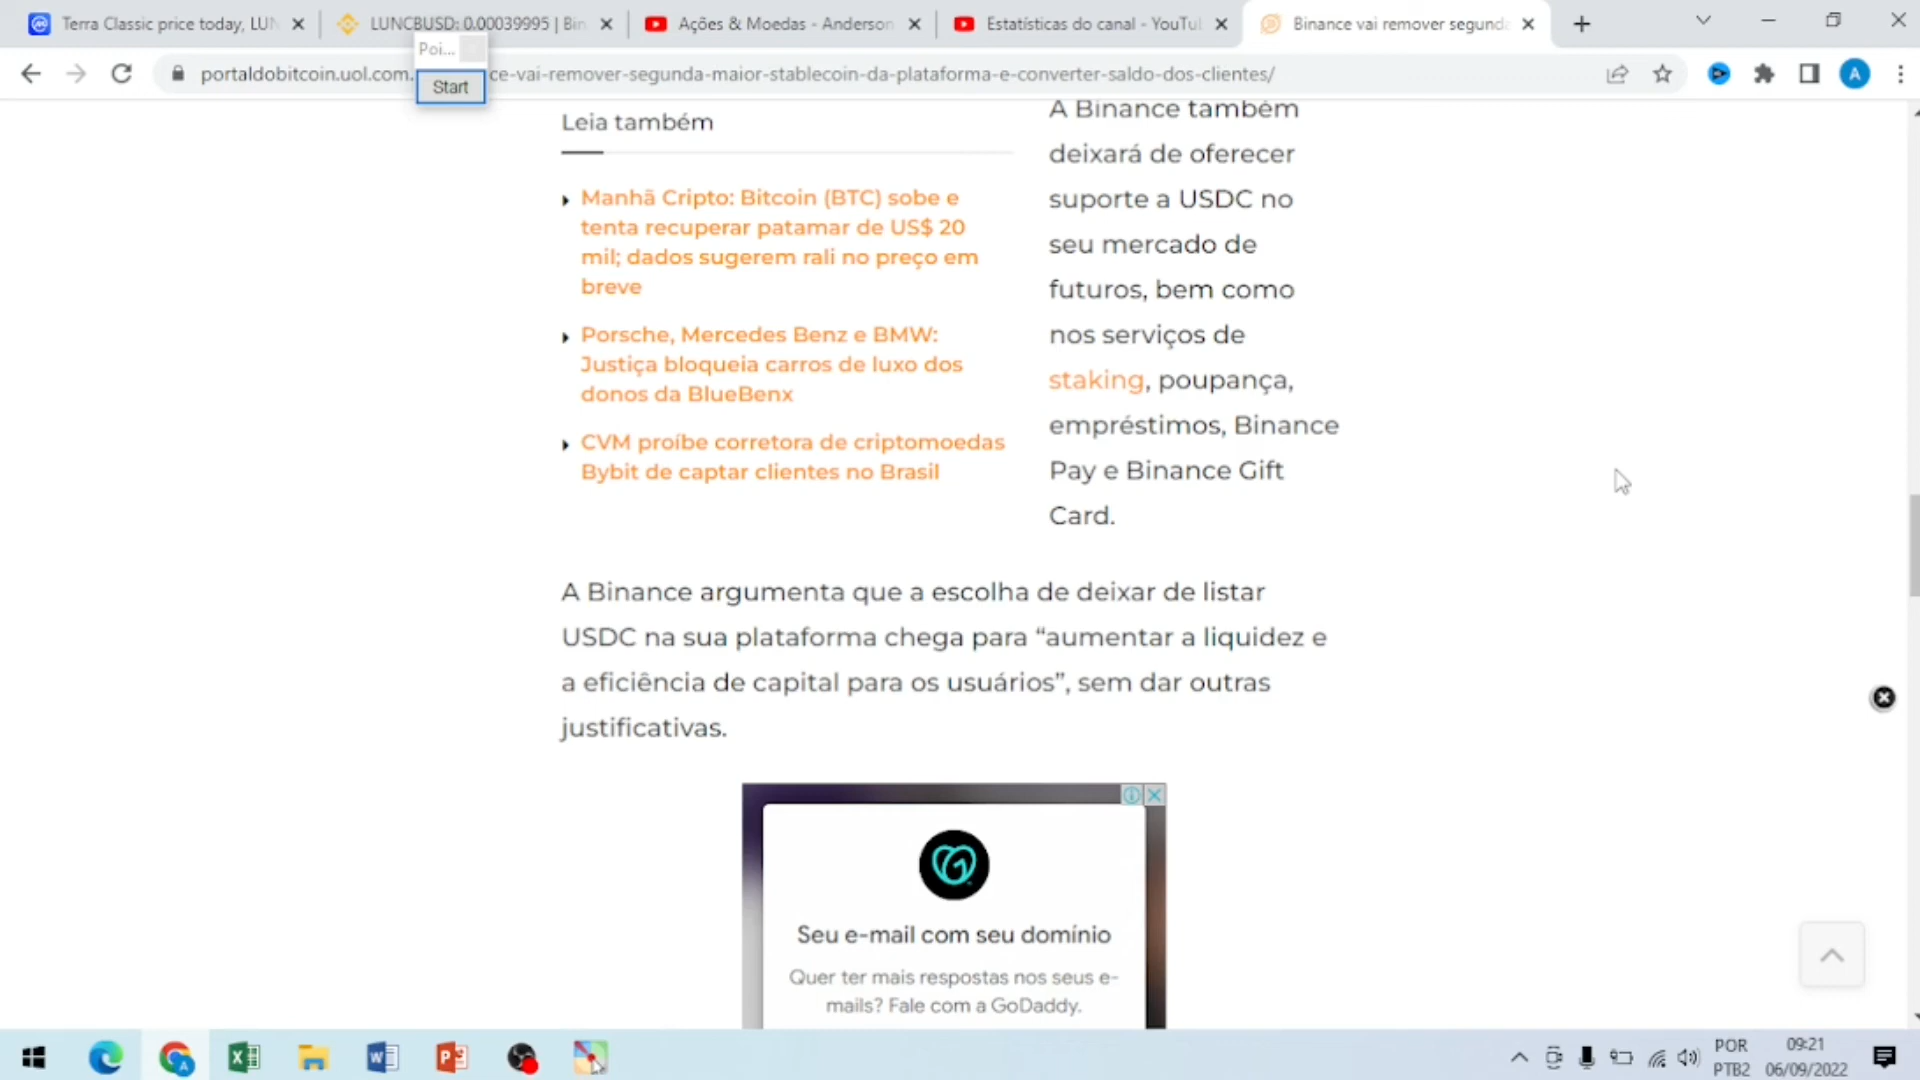 Terra Classic price today, LUN
LUNCBUSD: 0.00039995 | Bin
Ações & Moedas - Anderson
Estatísticas do canal - YouTu
Binance vai remover segunda
Poi...
Start
portaldobitcoin.uol.com.
ce-vai-remover-segunda-maior-stablecoin-da-plataforma-e-converter-saldo-dos-clientes/
A
Leia também
Manhã Cripto: Bitcoin (BTC) sobe e
tenta recuperar patamar de US$ 20
mil; dados sugerem rali no preço em
breve
Porsche, Mercedes Benz e BMW:
Justiça bloqueia carros de luxo dos
donos da BlueBenx
CVM proíbe corretora de criptomoedas
Bybit de captar clientes no Brasil
A Binance também
deixará de oferecer
suporte a USDC no
seu mercado de
futuros, bem como
nos serviços de
staking, poupança,
empréstimos, Binance
Pay e Binance Gift
Card.
A Binance argumenta que a escolha de deixar de listar
USDC na sua plataforma chega para “aumentar a liquidez e
a eficiência de capital para os usuários”, sem dar outras
justificativas.
Seu e-mail com seu domínio
Quer ter mais respostas nos seus e-
mails? Fale com a GoDaddy.
POR
PTB2
09:21
06/09/2022